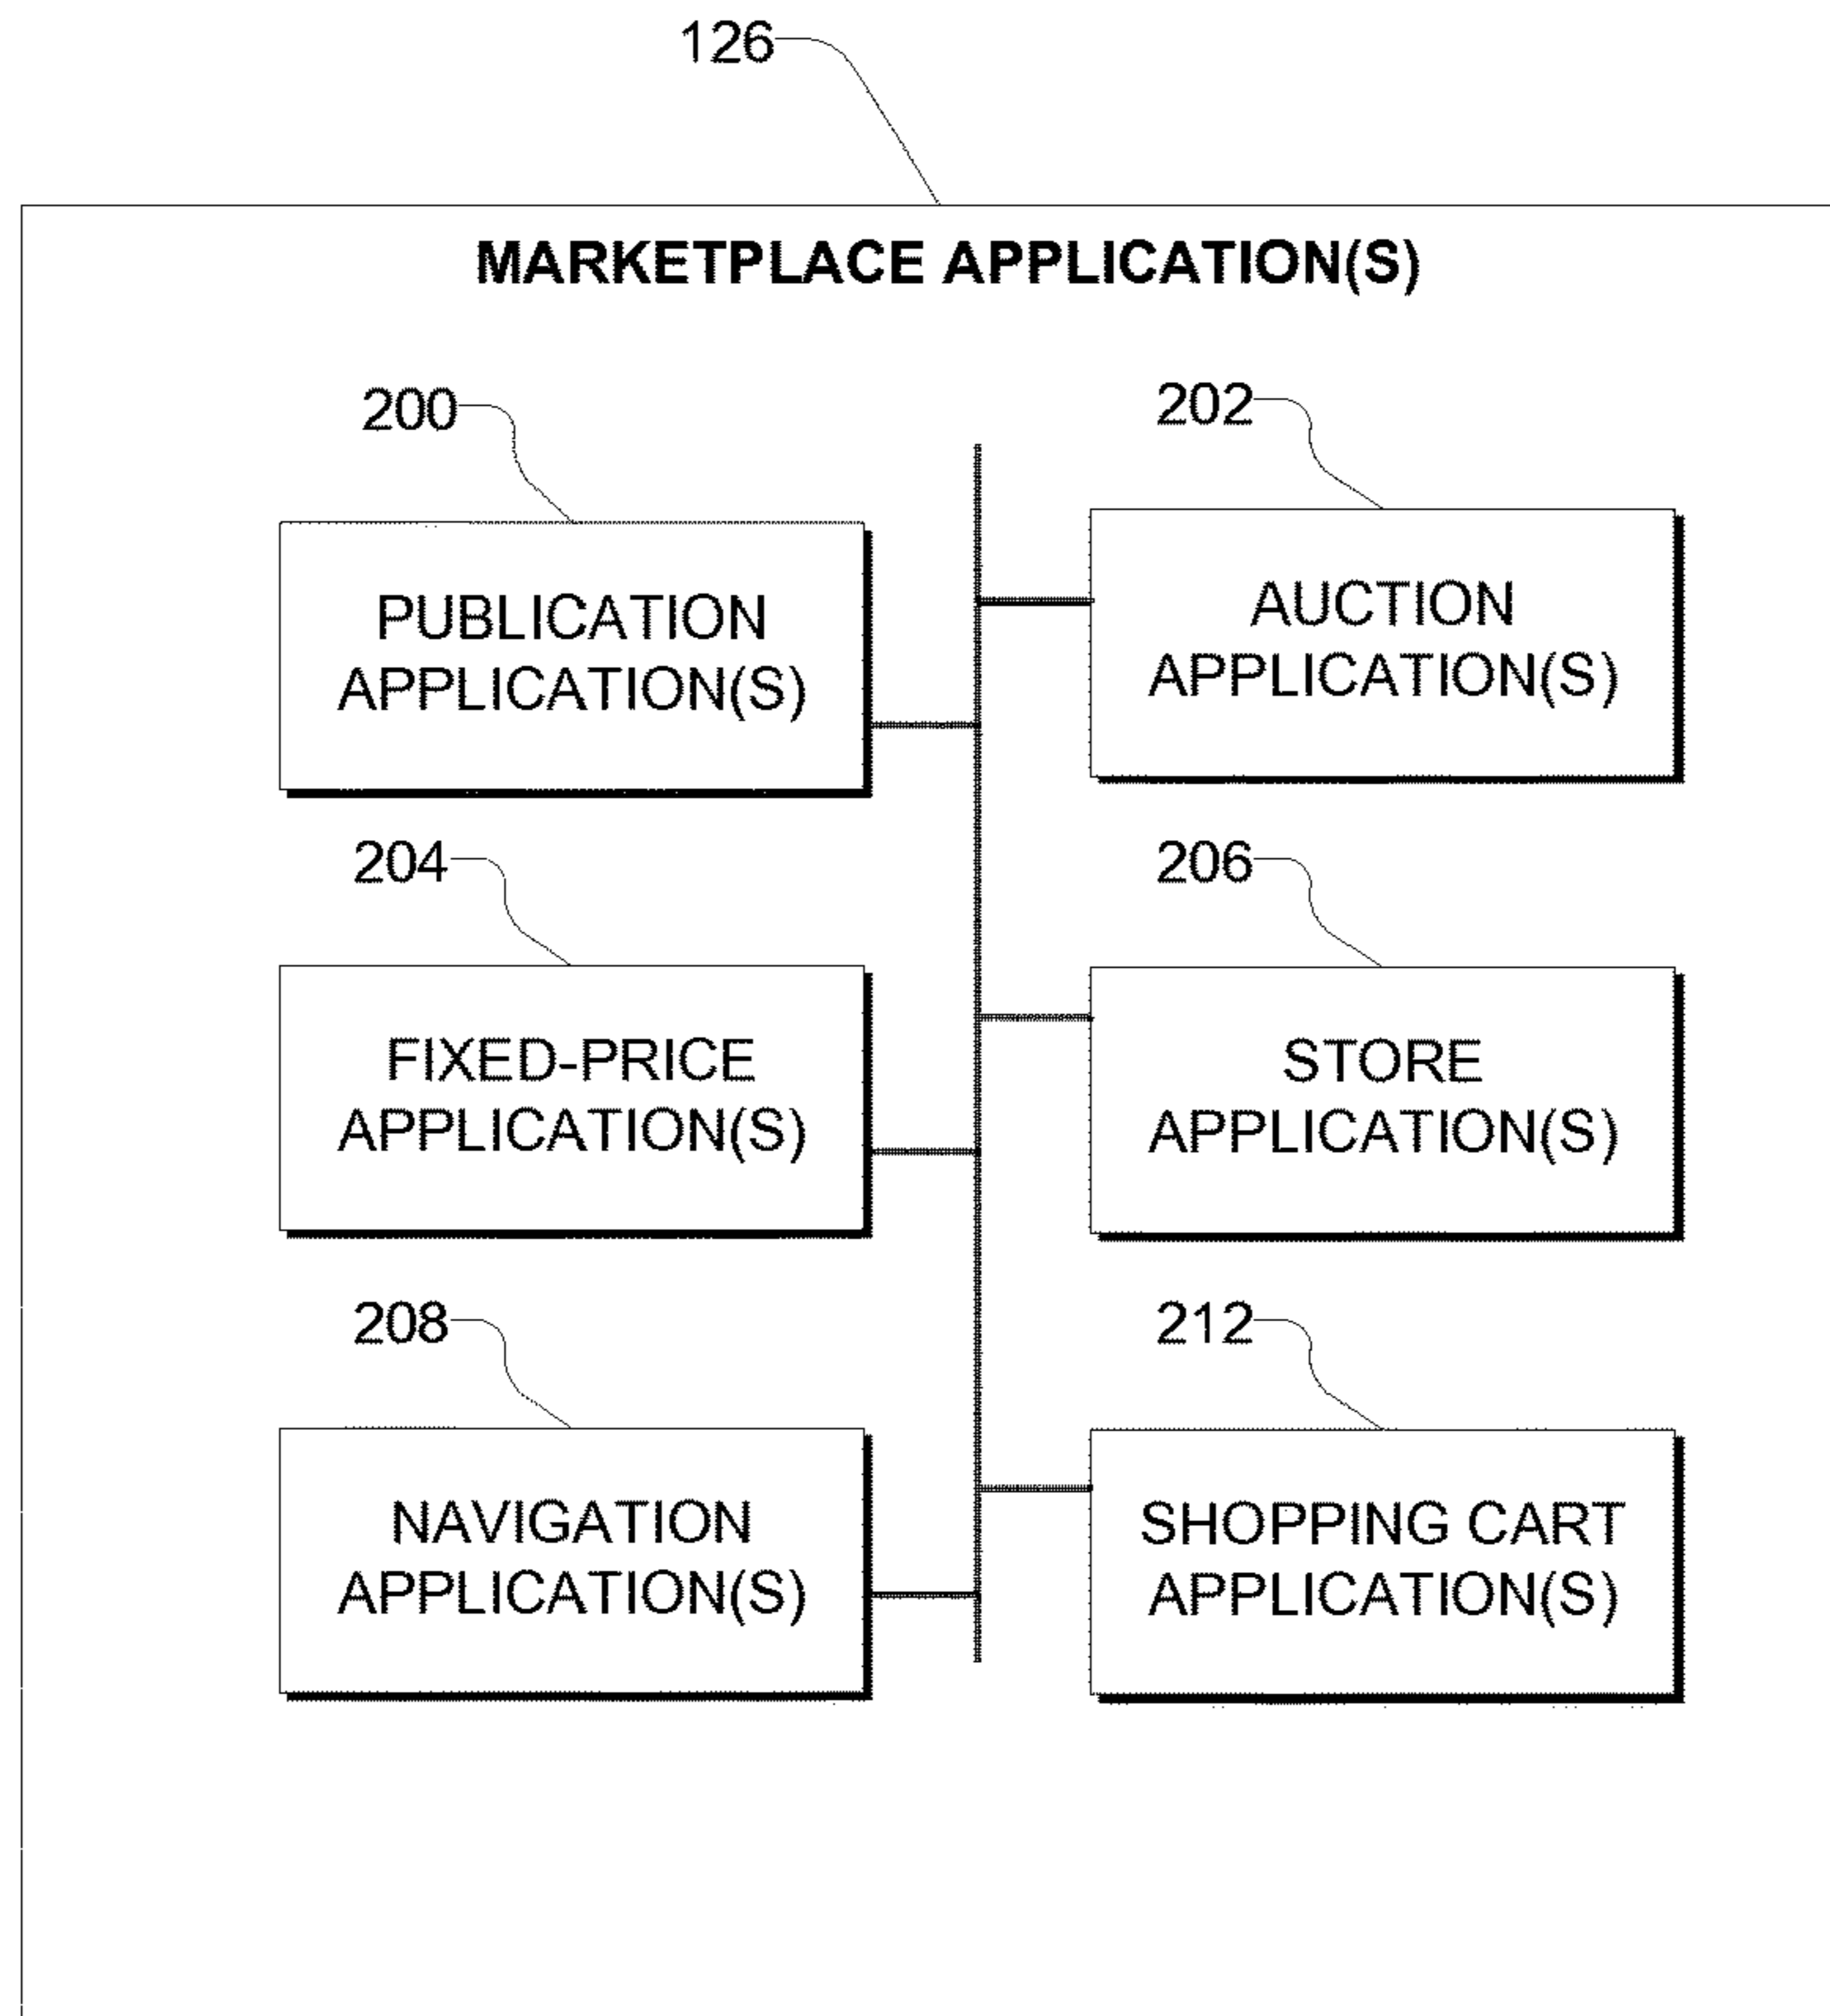 126
MARKETPLACE APPLICATION(S)
200
202
PUBLICATION
APPLICATION(S)
AUCTION
APPLICATION(S)
204
206
FIXED-PRICE
APPLICATION(S)
STORE
APPLICATION(S)
208
212
NAVIGATION
APPLICATION(S)
SHOPPING CART
APPLICATION(S)